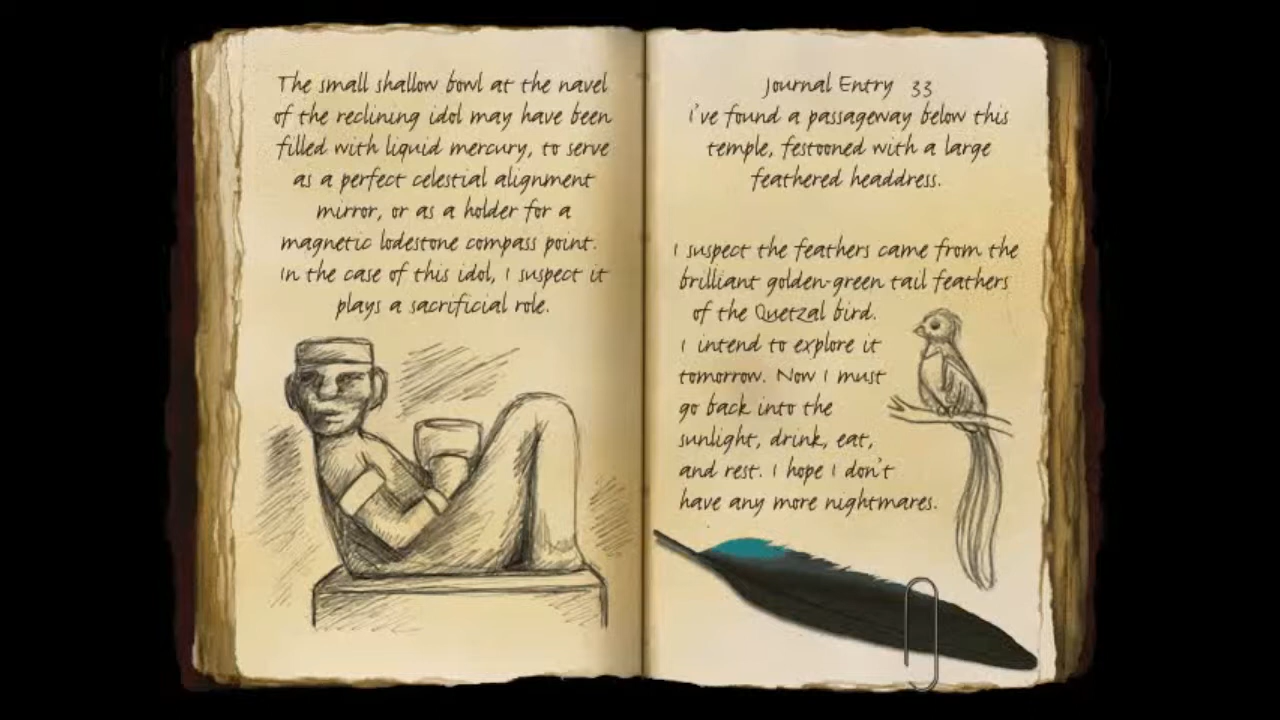 The small shallow bowl at the navel
of the reclining idol may have been
filled with liquid mercury, to serve
as a perfect celestial alignment
mirror, or as a holder for a
magnetic lodestone compass point.
In the case of this idol, I suspect it
plays a sacrificial role.
Journal Entry 33
I've found a passageway below this
temple, festooned with a large
feathered headdress.
I suspect the feathers came from the
brilliant golden-green tail feathers
of the Quetzal bird.
I intend to explore it
tomorrow. Now I must
go back into the
sunlight, drink, eat,
and rest. I hope I don't
have any more nightmares.